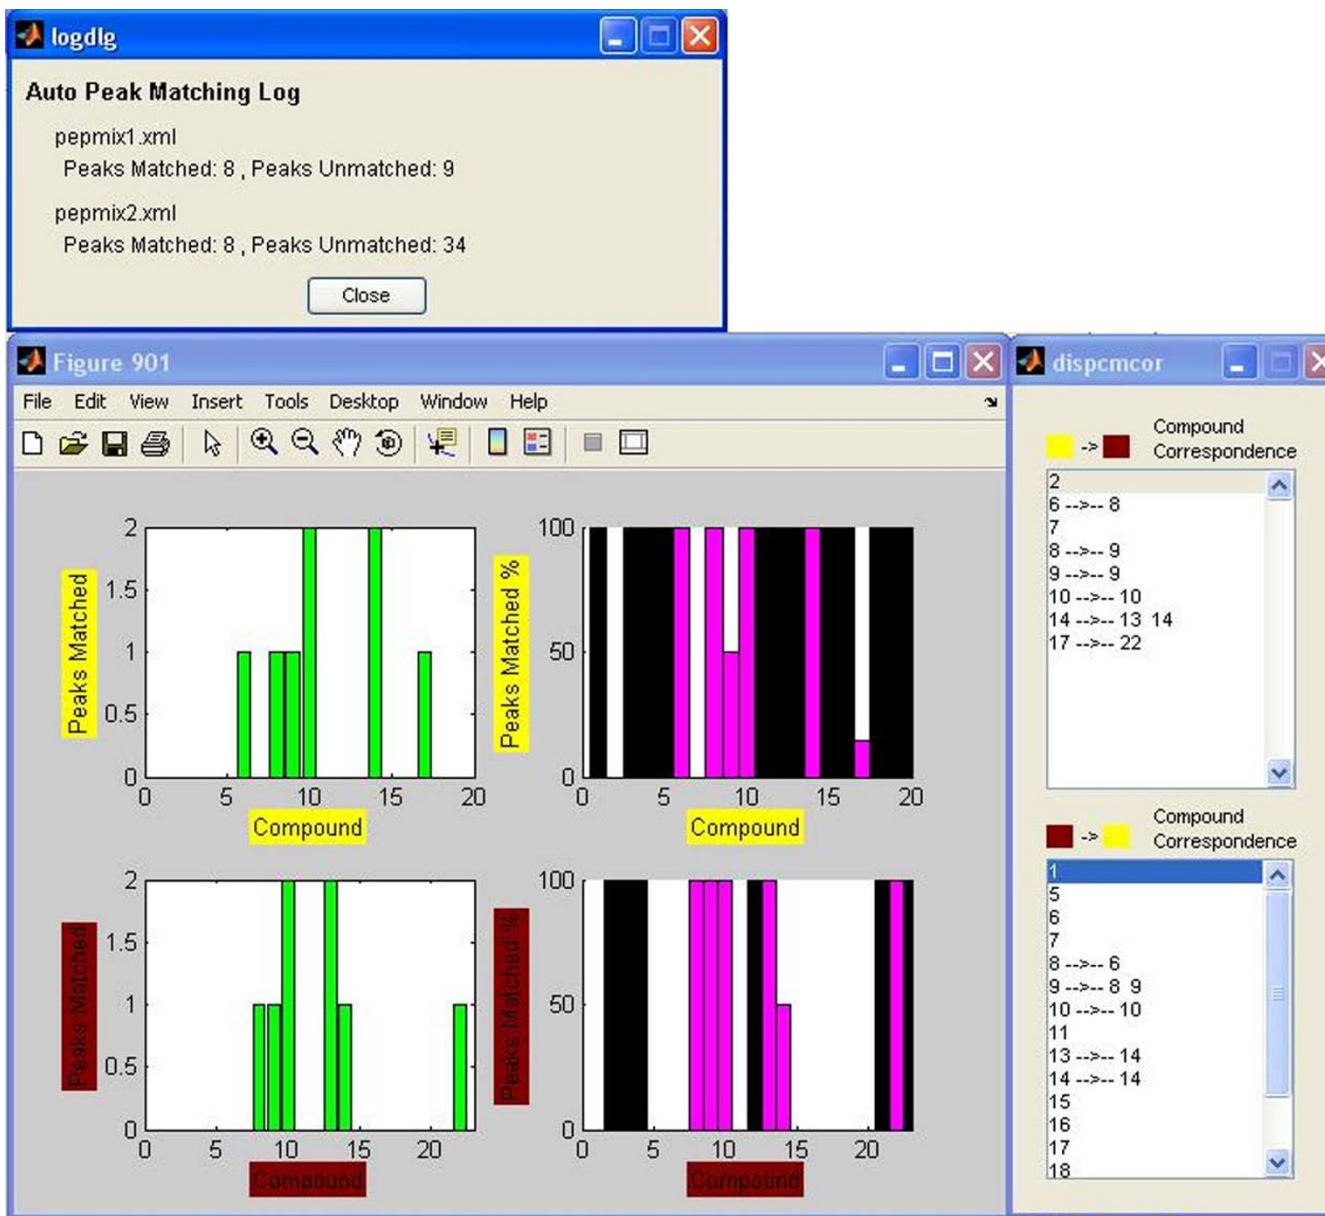 logdlg
Auto Peak Matching Log
pepmix1.xml
Peaks Matched: 8 , Peaks Unmatched: 9
pepmix2.xml
Peaks Matched: 8 , Peaks Unmatched: 34
Close
Figure 901
File Edit View Insert Tools Desktop Window Help
Peaks Matched
2
1.5
1
0.5
0
0 5 10 15 20
Compound
Peaks Matched %
100
50
0
0 5 10 15 20
Compound
Peaks Matched
2
1.5
1
0.5
0
0 5 10 15 20
Compound
Peaks Matched %
100
50
0
0 5 10 15 20
Compound
dispcmcor
-> Compound
Correspondence
2
6 -->-- 8
7
8 -->-- 9
9 -->-- 9
10 -->-- 10
14 -->-- 13 14
17 -->-- 22
-> Compound
Correspondence
1
5
6
7
8 -->-- 6
9 -->-- 8 9
10 -->-- 10
11
13 -->-- 14
14 -->-- 14
15
16
17
18